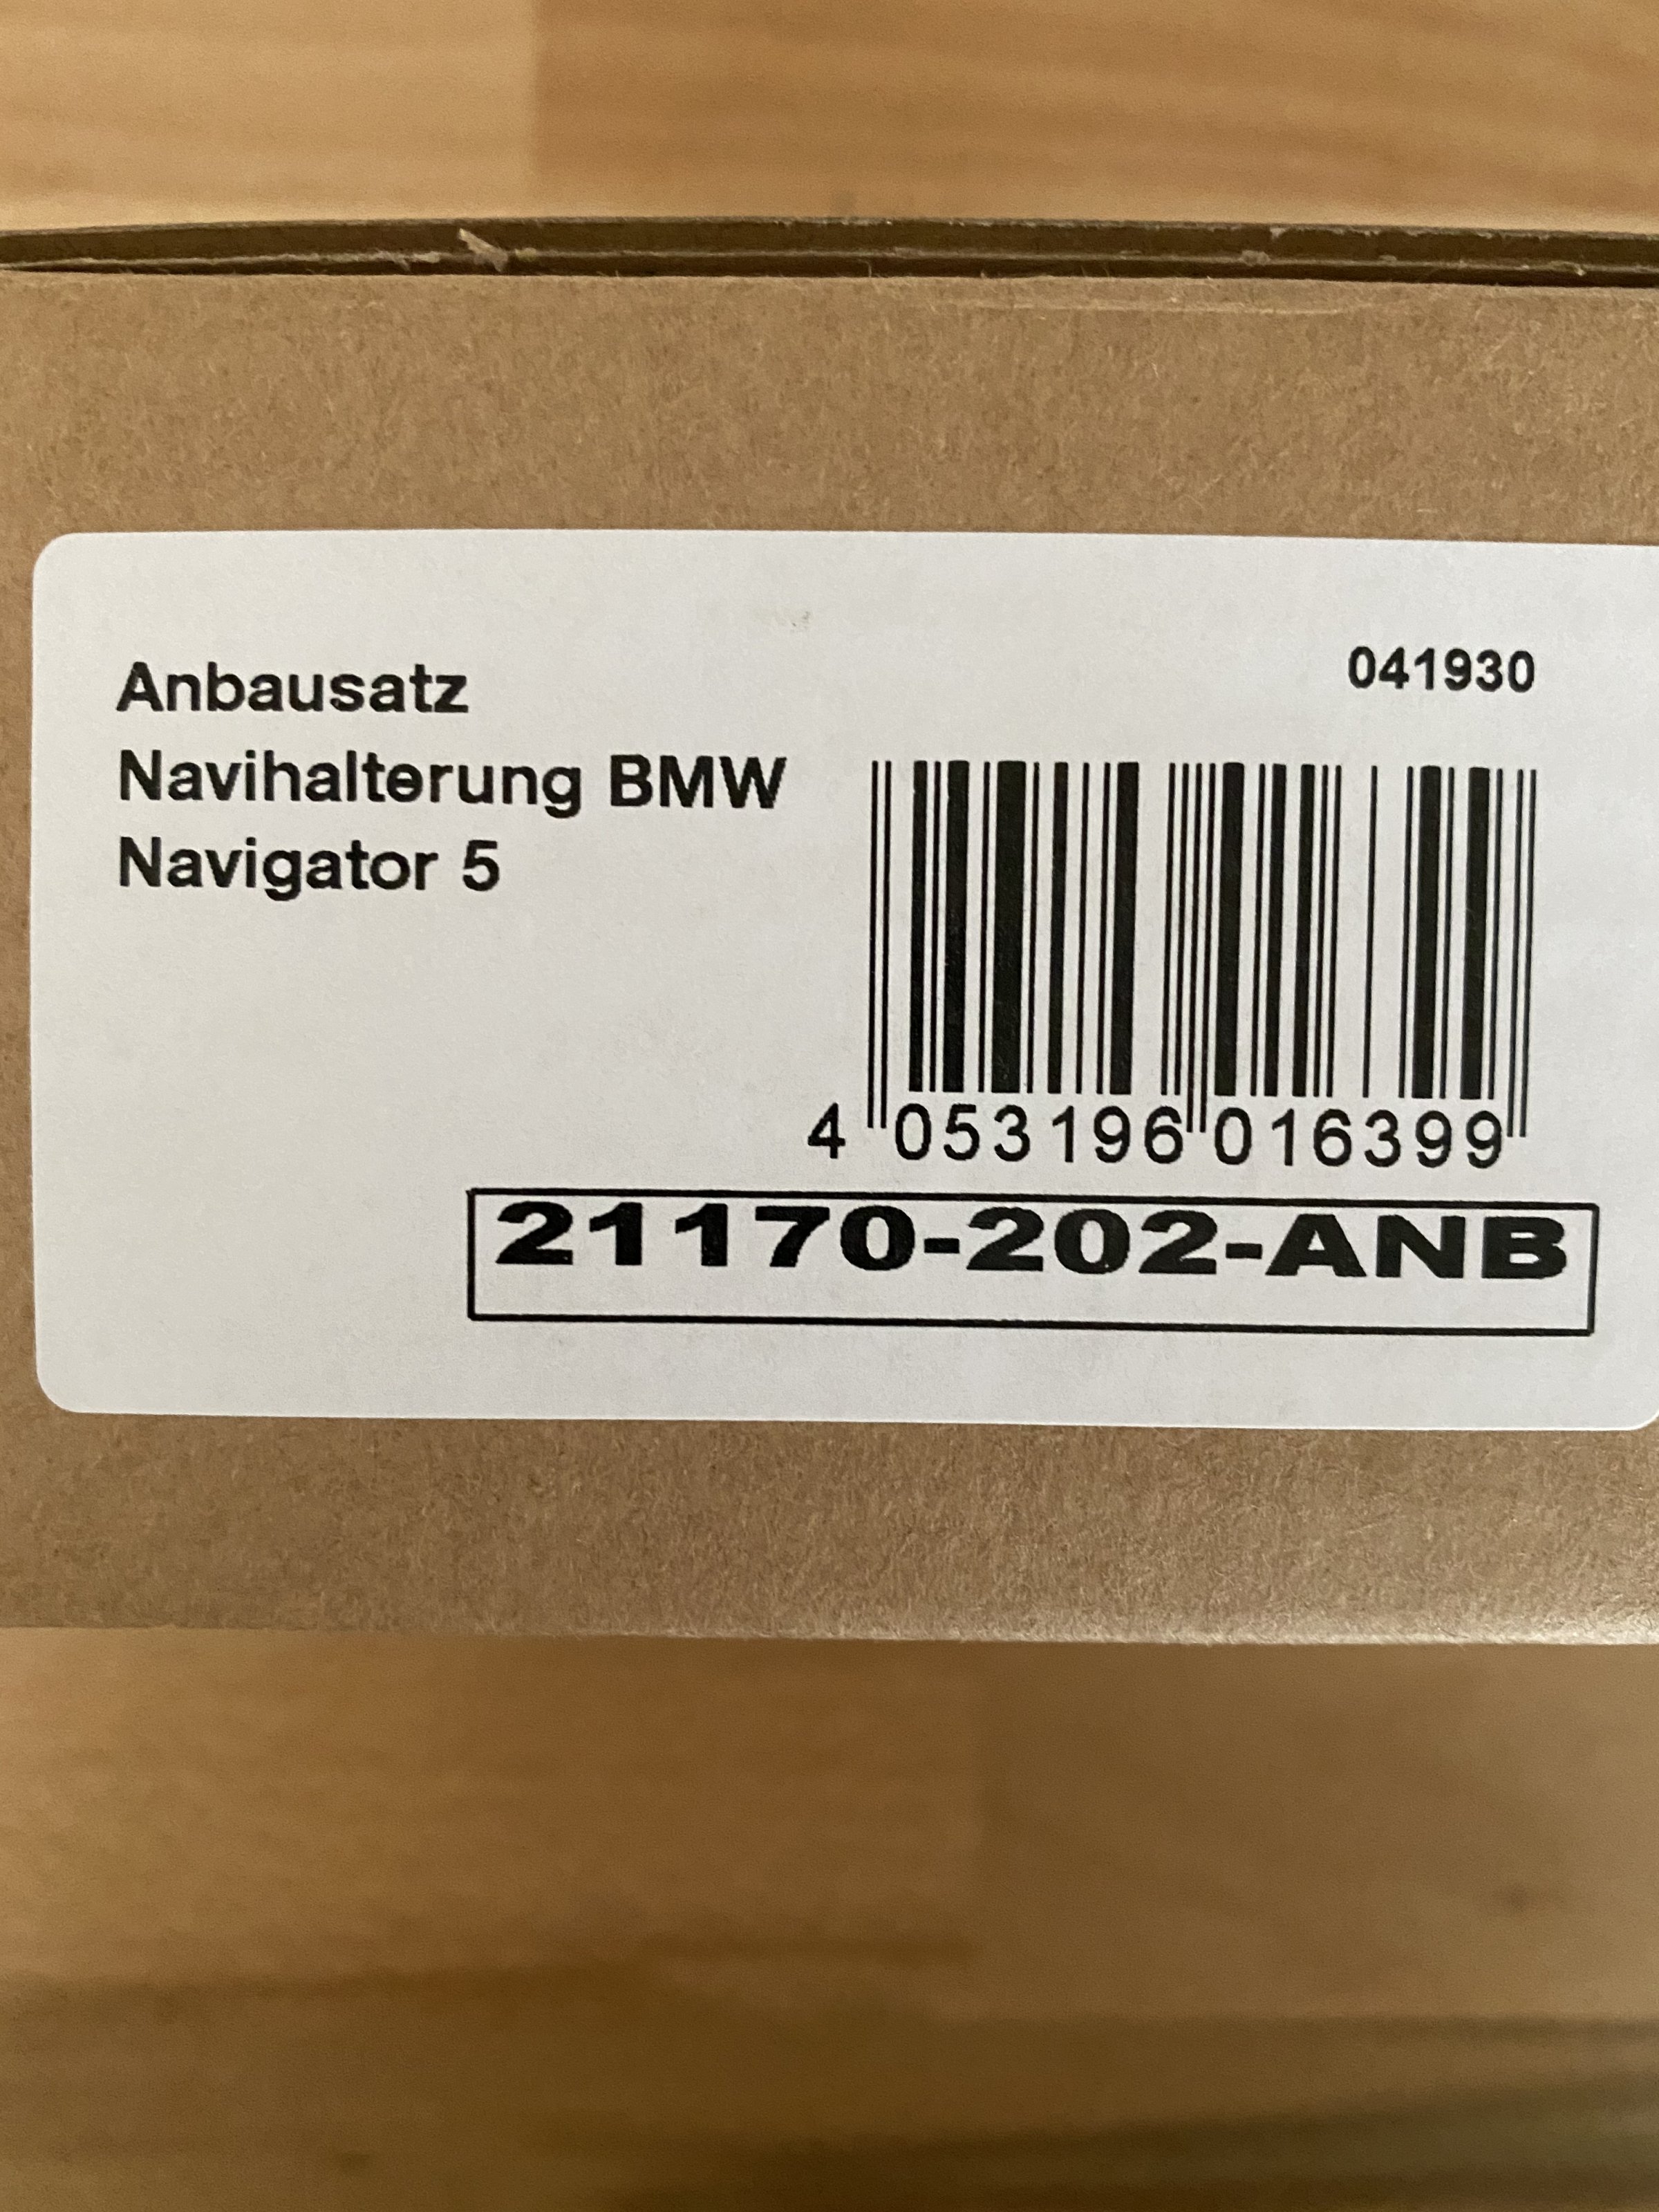 Anbausatz
Navihalterung BMW
Navigator 5
041930
4 053196 016399
21170-202-ANB